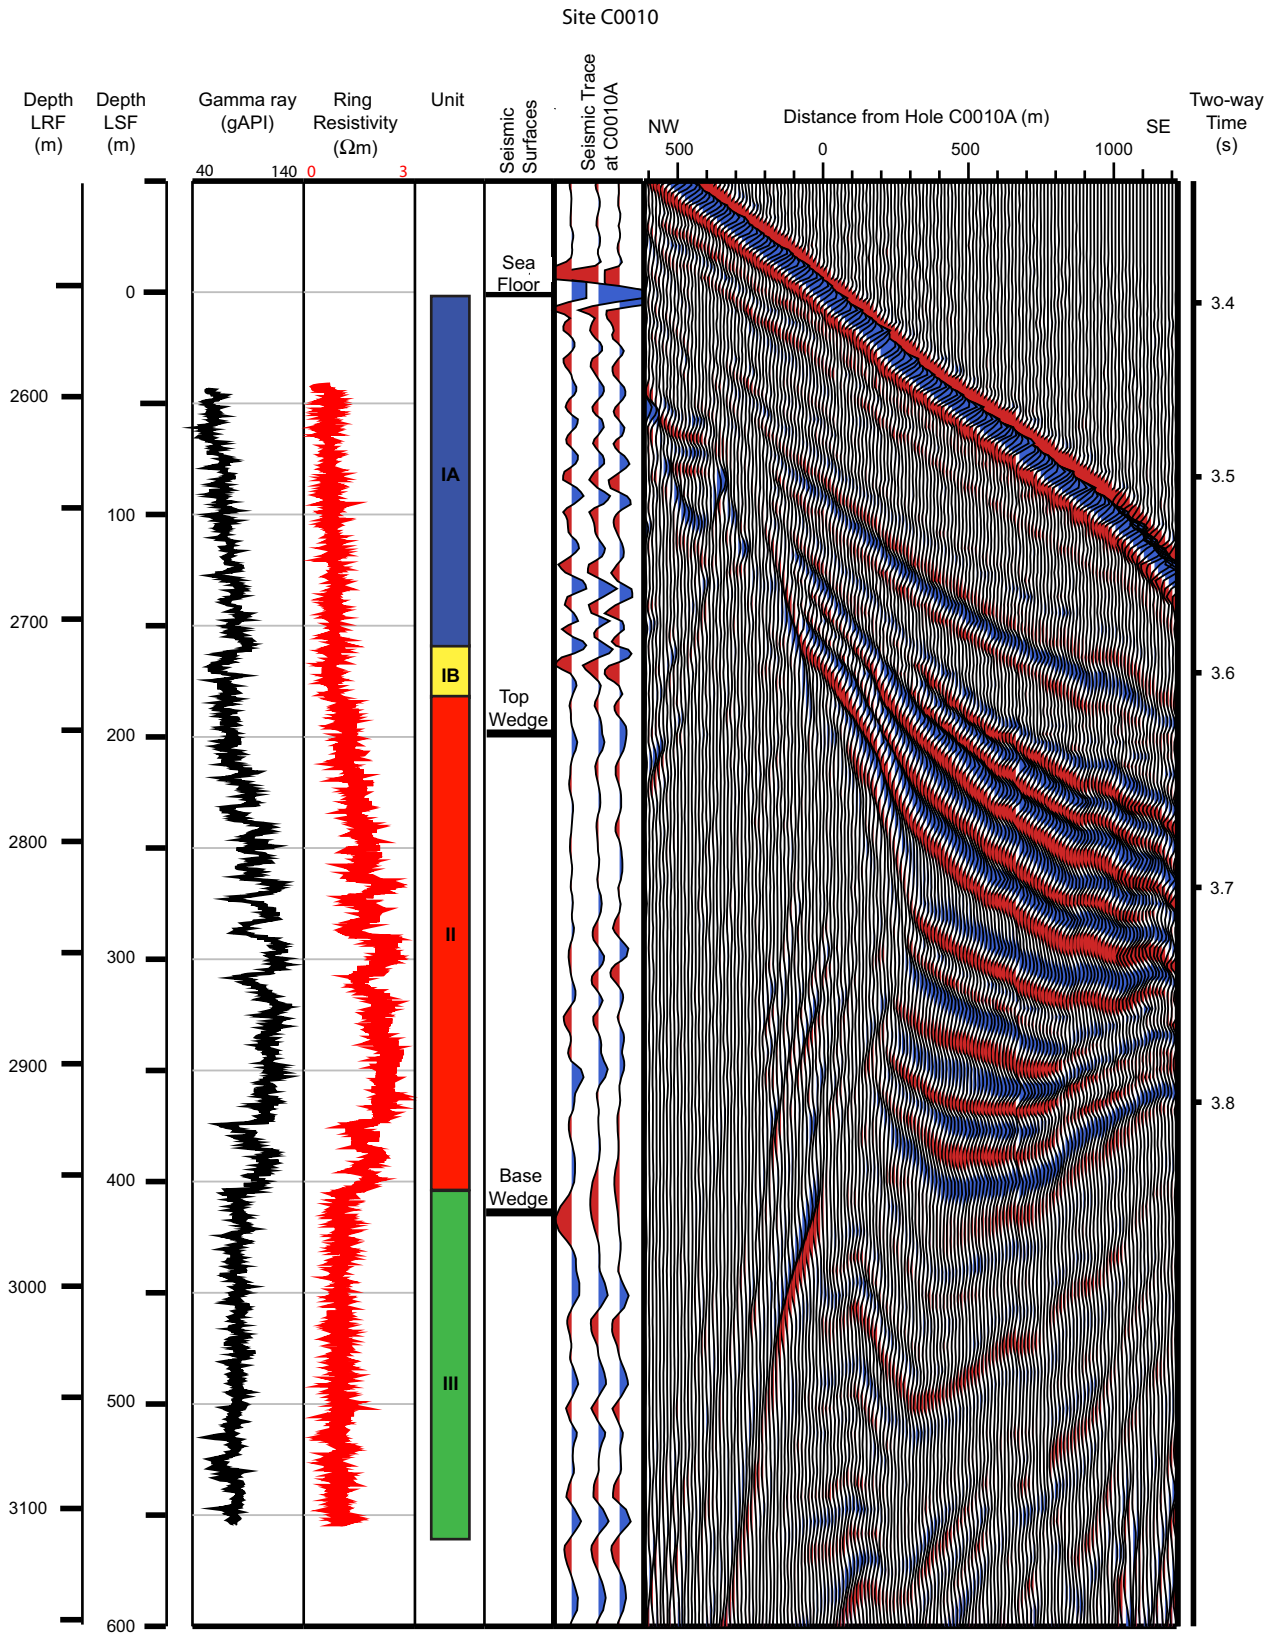 Site C0010
Depth
LRF
(m)
Depth
LSF
(m)
Gamma ray
(gAPI)
Ring
Resistivity
(Ωm)
Unit
Seismic
Surfaces
Seismic Trace
at C0010A
Distance from Hole C0010A (m)
NW
SE
Two-way
Time
(s)
40
140
0
3
500
0
500
1000
2600
2700
2800
2900
3000
3100
0
100
200
300
400
500
600
IA
IB
II
III
Sea
Floor
Top
Wedge
Base
Wedge
3.4
3.5
3.6
3.7
3.8